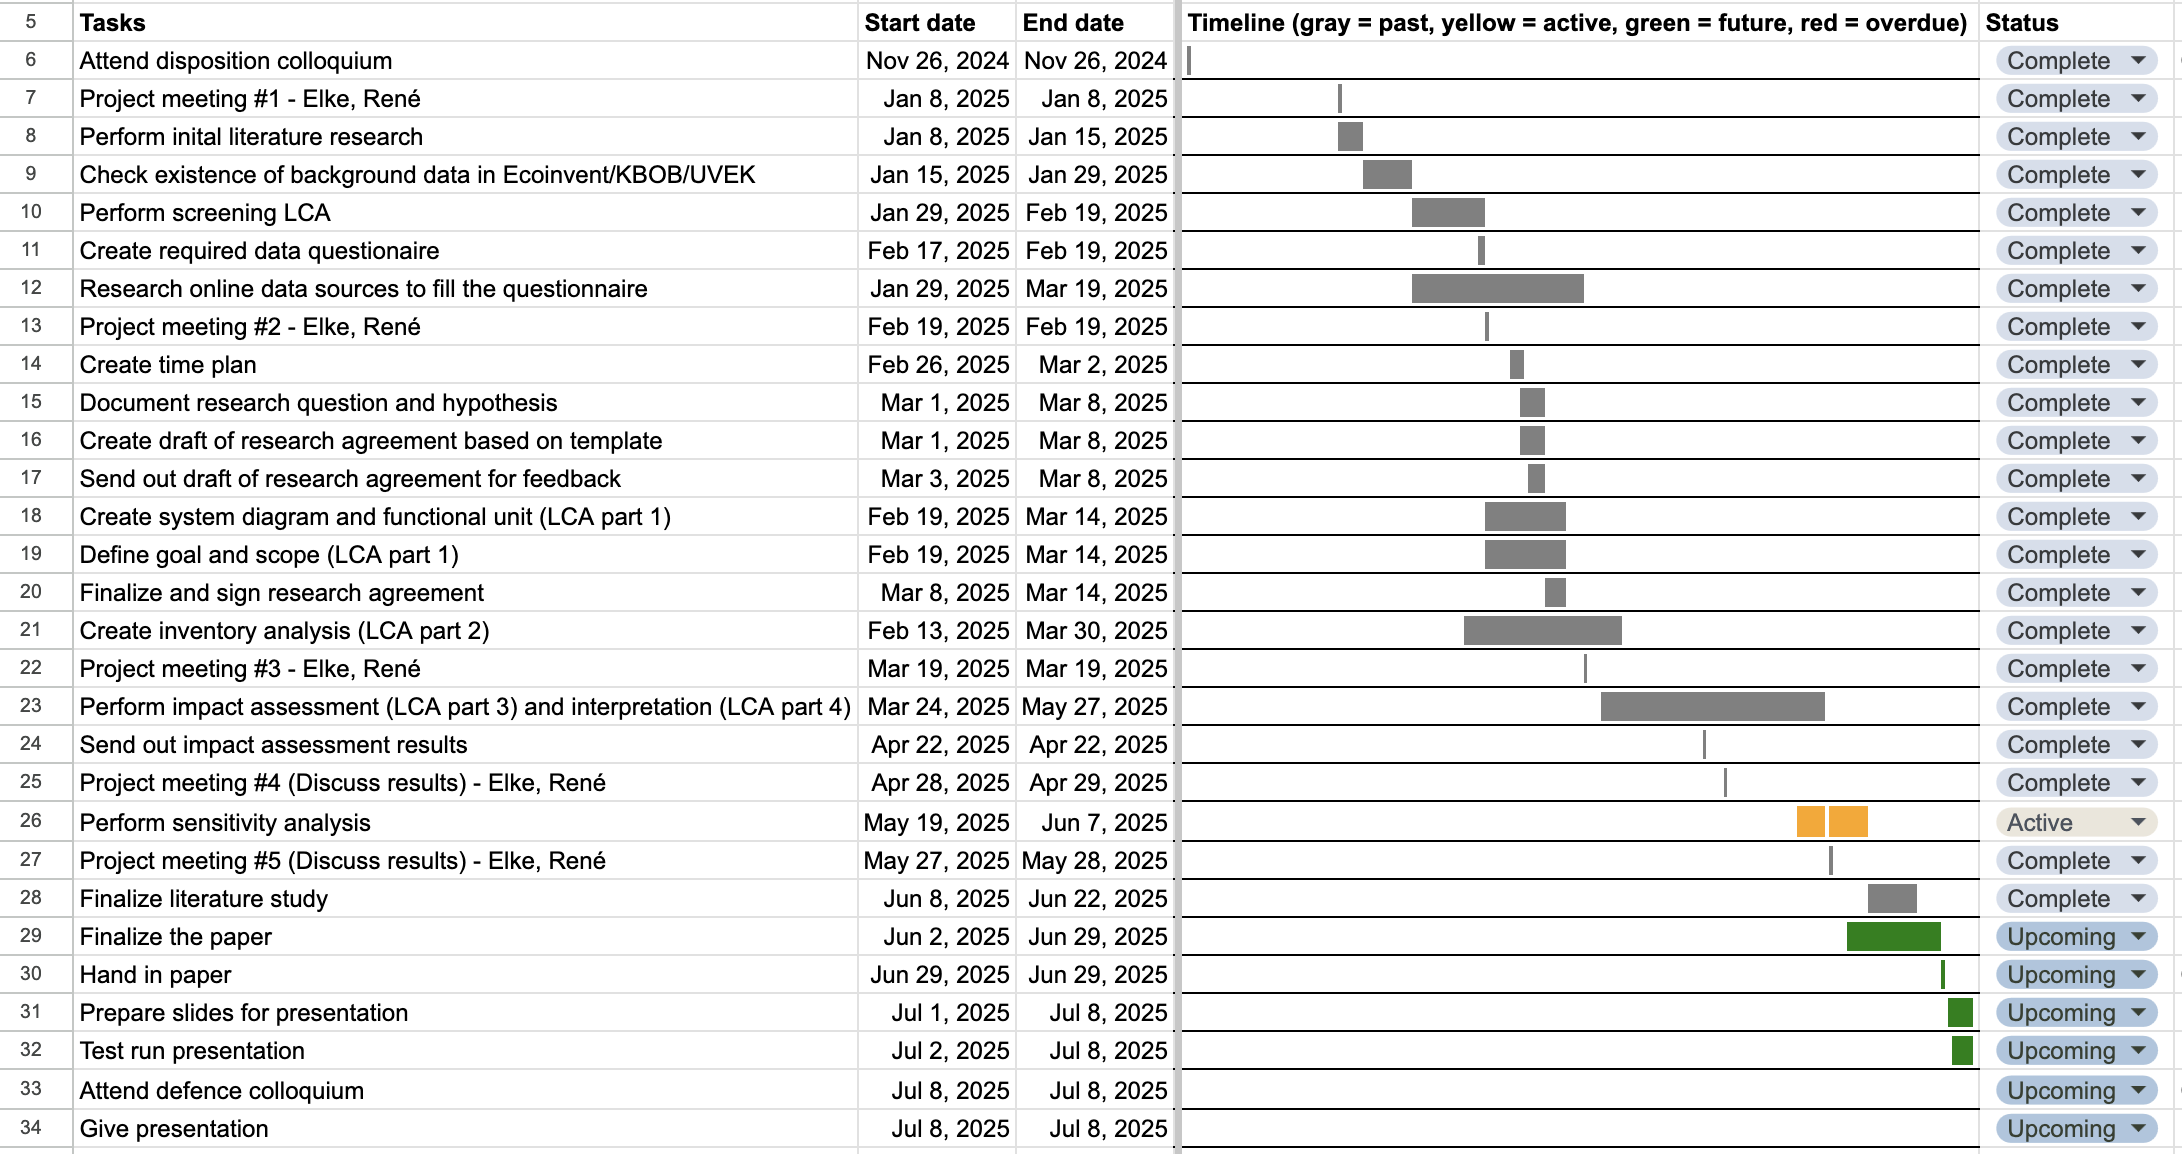 5 Tasks Start date End date Timeline (gray = past, yellow = active, green = future, red = overdue) Status
6 Attend disposition colloquium Nov 26, 2024 Nov 26, 2024 Complete
7 Project meeting #1 - Elke, René Jan 8, 2025 Jan 8, 2025 Complete
8 Perform inital literature research Jan 8, 2025 Jan 15, 2025 Complete
9 Check existence of background data in Ecoinvent/KBOB/UVEK Jan 15, 2025 Jan 29, 2025 Complete
10 Perform screening LCA Jan 29, 2025 Feb 19, 2025 Complete
11 Create required data questionaire Feb 17, 2025 Feb 19, 2025 Complete
12 Research online data sources to fill the questionnaire Jan 29, 2025 Mar 19, 2025 Complete
13 Project meeting #2 - Elke, René Feb 19, 2025 Feb 19, 2025 Complete
14 Create time plan Feb 26, 2025 Mar 2, 2025 Complete
15 Document research question and hypothesis Mar 1, 2025 Mar 8, 2025 Complete
16 Create draft of research agreement based on template Mar 1, 2025 Mar 8, 2025 Complete
17 Send out draft of research agreement for feedback Mar 3, 2025 Mar 8, 2025 Complete
18 Create system diagram and functional unit (LCA part 1) Feb 19, 2025 Mar 14, 2025 Complete
19 Define goal and scope (LCA part 1) Feb 19, 2025 Mar 14, 2025 Complete
20 Finalize and sign research agreement Mar 8, 2025 Mar 14, 2025 Complete
21 Create inventory analysis (LCA part 2) Feb 13, 2025 Mar 30, 2025 Complete
22 Project meeting #3 - Elke, René Mar 19, 2025 Mar 19, 2025 Complete
23 Perform impact assessment (LCA part 3) and interpretation (LCA part 4) Mar 24, 2025 May 27, 2025 Complete
24 Send out impact assessment results Apr 22, 2025 Apr 22, 2025 Complete
25 Project meeting #4 (Discuss results) - Elke, René Apr 28, 2025 Apr 29, 2025 Complete
26 Perform sensitivity analysis May 19, 2025 Jun 7, 2025 Active
27 Project meeting #5 (Discuss results) - Elke, René May 27, 2025 May 28, 2025 Complete
28 Finalize literature study Jun 8, 2025 Jun 22, 2025 Complete
29 Finalize the paper Jun 2, 2025 Jun 29, 2025 Upcoming
30 Hand in paper Jun 29, 2025 Jun 29, 2025 Upcoming
31 Prepare slides for presentation Jul 1, 2025 Jul 8, 2025 Upcoming
32 Test run presentation Jul 2, 2025 Jul 8, 2025 Upcoming
33 Attend defence colloquium Jul 8, 2025 Jul 8, 2025 Upcoming
34 Give presentation Jul 8, 2025 Jul 8, 2025 Upcoming